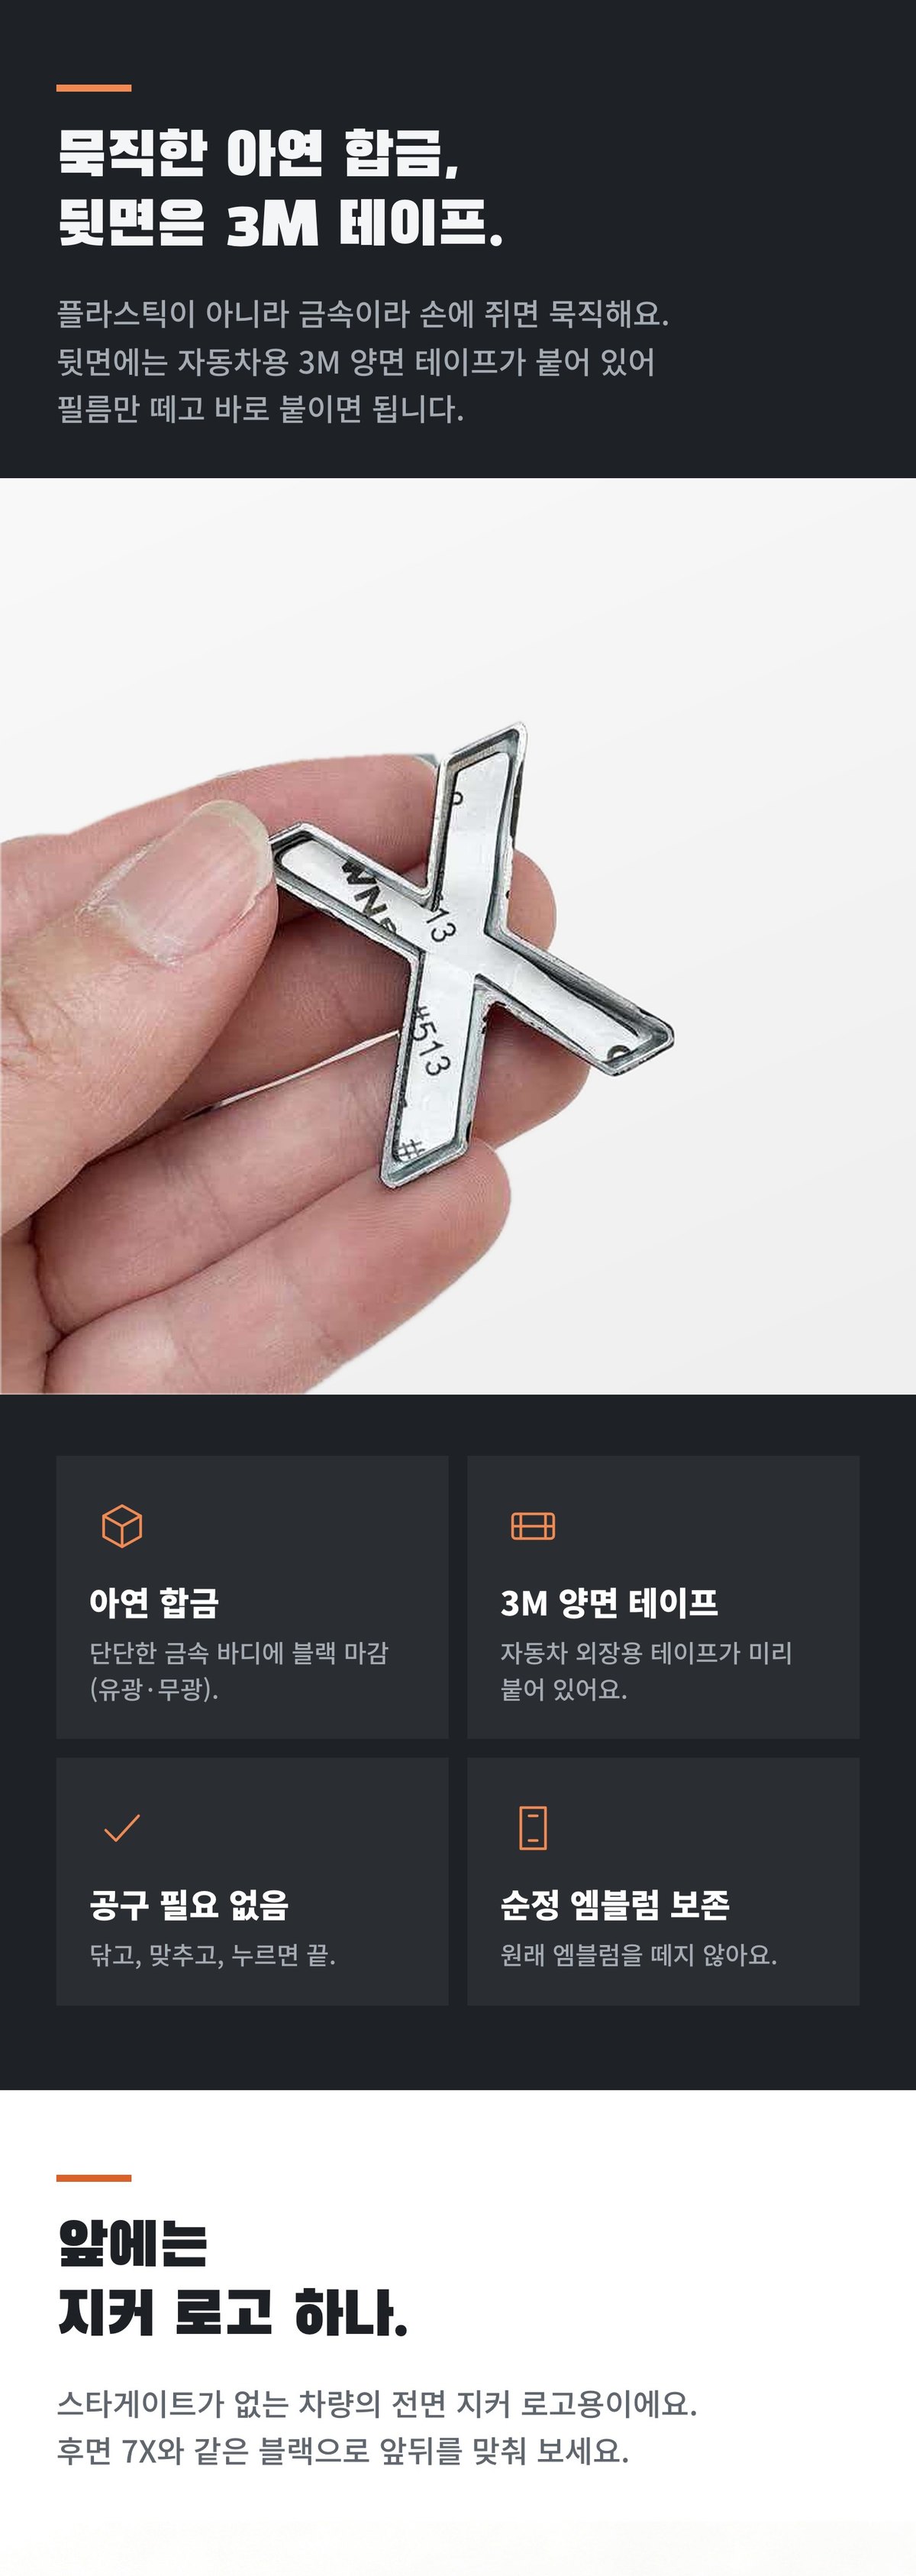 묵직한 아연 합금,
뒷면은 3M 테이프.
플라스틱이 아니라 금속이라 손에 쥐면 묵직해요.
뒷면에는 자동차용 3M 양면 테이프가 붙어 있어
필름만 떼고 바로 붙이면 됩니다.
13
#513
#
아연 합금
단단한 금속 바디에 블랙 마감
(유광·무광).
3M 양면 테이프
자동차 외장용 테이프가 미리
붙어 있어요.
공구 필요 없음
닦고, 맞추고, 누르면 끝.
순정 엠블럼 보존
원래 엠블럼을 떼지 않아요.
앞에는
지커 로고 하나.
스타게이트가 없는 차량의 전면 지커 로고용이에요.
후면 7X와 같은 블랙으로 앞뒤를 맞춰 보세요.